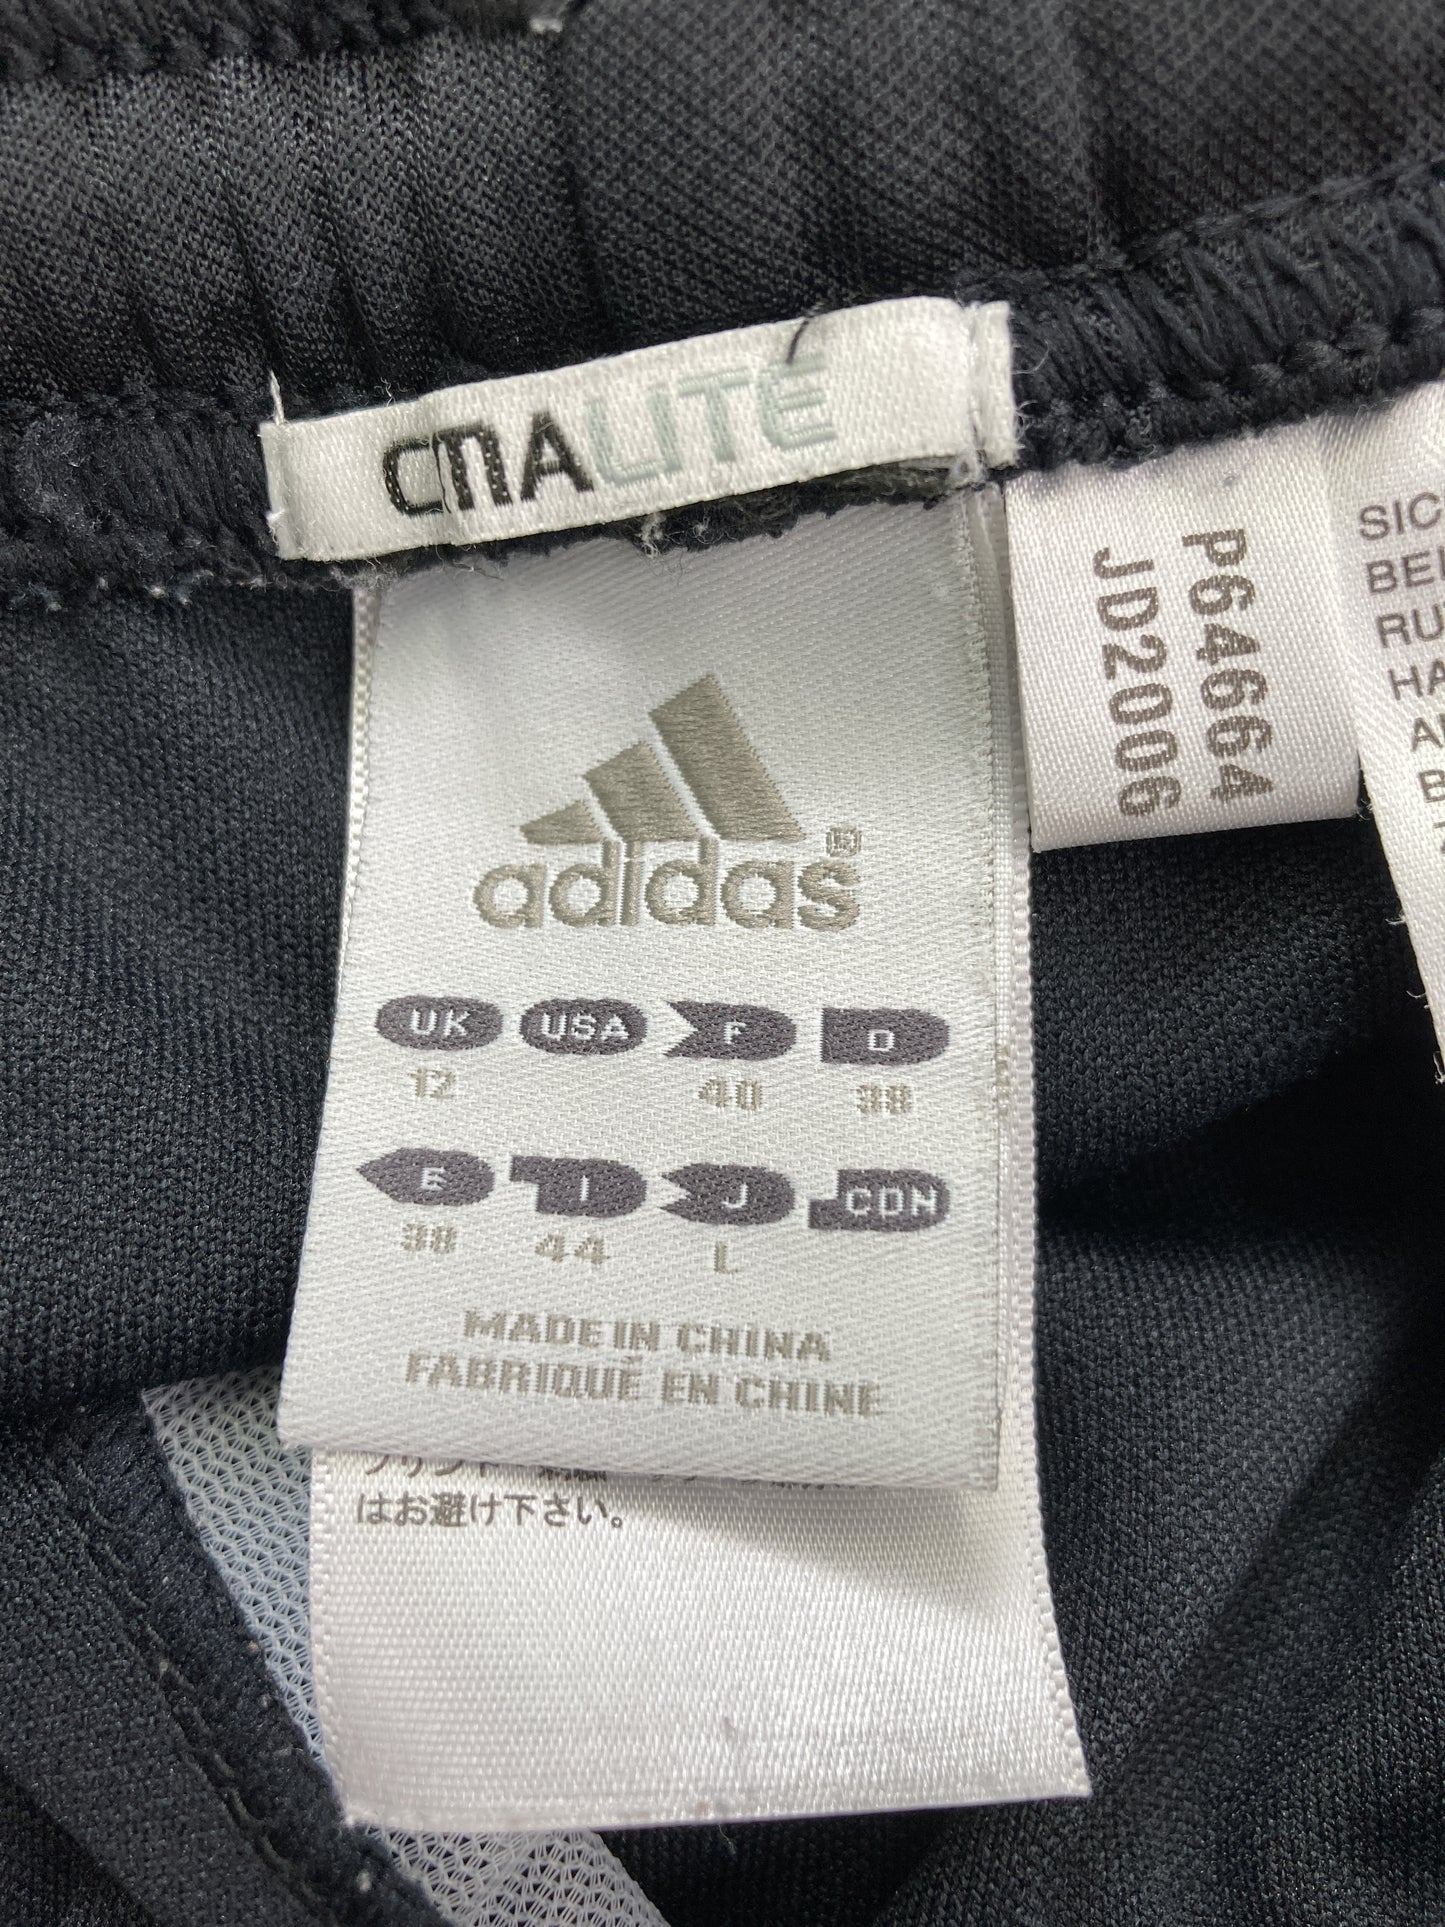 LITE
adidas®
UK USA F D
12 40 38
E I J CDN
38 44 L
MADE IN CHINA
FABRIQUÉ EN CHINE
はお避け下さい。
P64664
JD2006
SIC
BEI
RU
HA